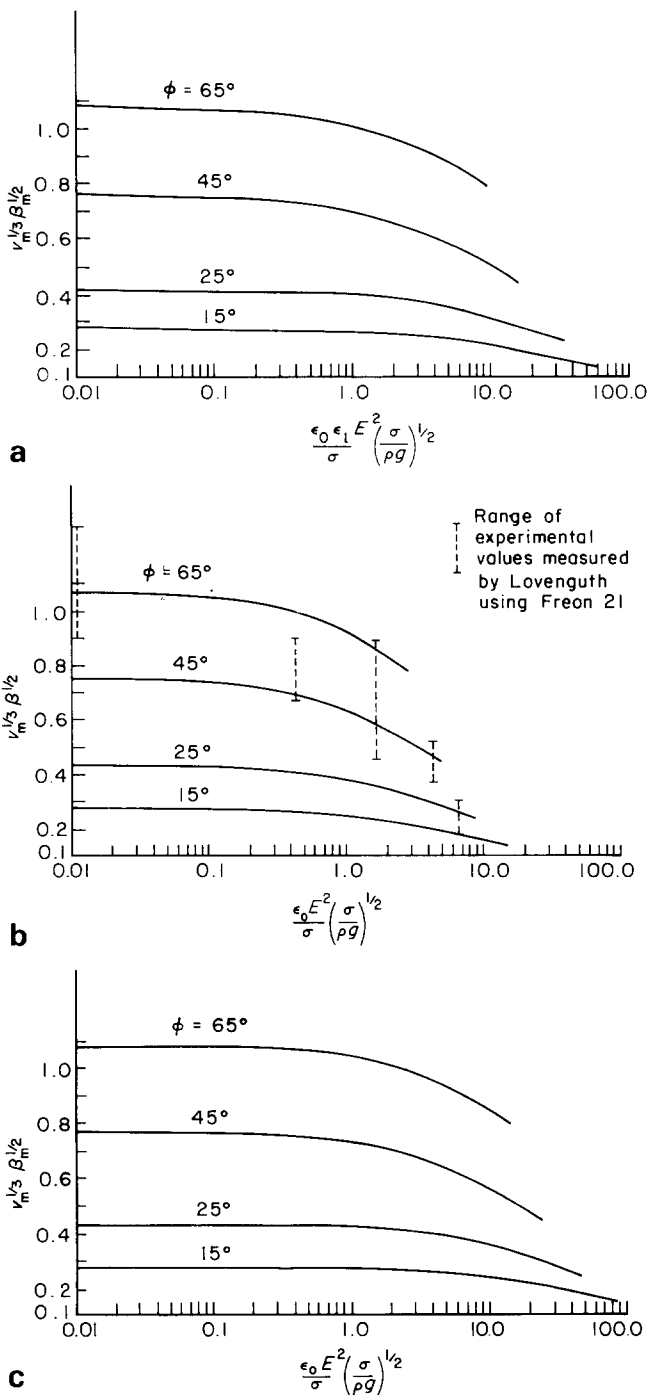 ϕ = 65°
1.0
45°
0.8
0.6
25°
0.4
15°
0.2
0.1
ν_m^{1/3} β_m^{1/2}
0.01 0.1 1.0 10.0 100.0
ϵ₀ϵ₁/σ E² (σ/ρg)^{1/2}
a
Range of
experimental
values measured
by Lovenguth
using Freon 21
ϕ = 65°
1.0
45°
0.8
0.6
25°
0.4
15°
0.2
0.1
ν_m^{1/3} β^{1/2}
0.01 0.1 1.0 10.0 100.0
ϵ₀E²/σ (σ/ρg)^{1/2}
b
ϕ = 65°
1.0
45°
0.8
0.6
25°
0.4
15°
0.2
0.1
ν_m^{1/3} β_m^{1/2}
0.01 0.1 1.0 10.0 100.0
ϵ₀E²/σ (σ/ρg)^{1/2}
c